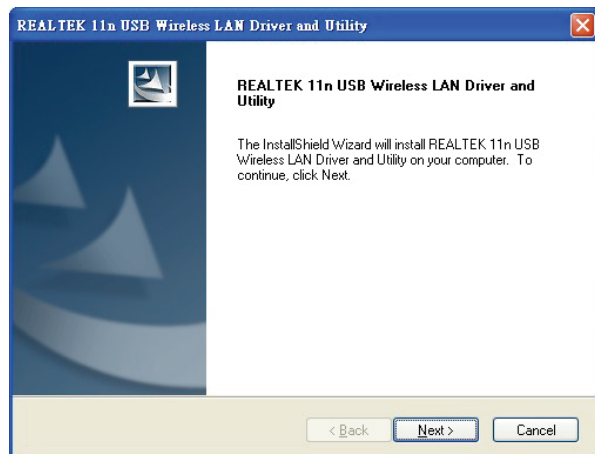 REALTEK 11n USB Wireless LAN Driver and Utility
REALTEK 11n USB Wireless LAN Driver and
Utility
The InstallShield Wizard will install REALTEK 11n USB
Wireless LAN Driver and Utility on your computer. To
continue, click Next.
< Back
Next >
Cancel